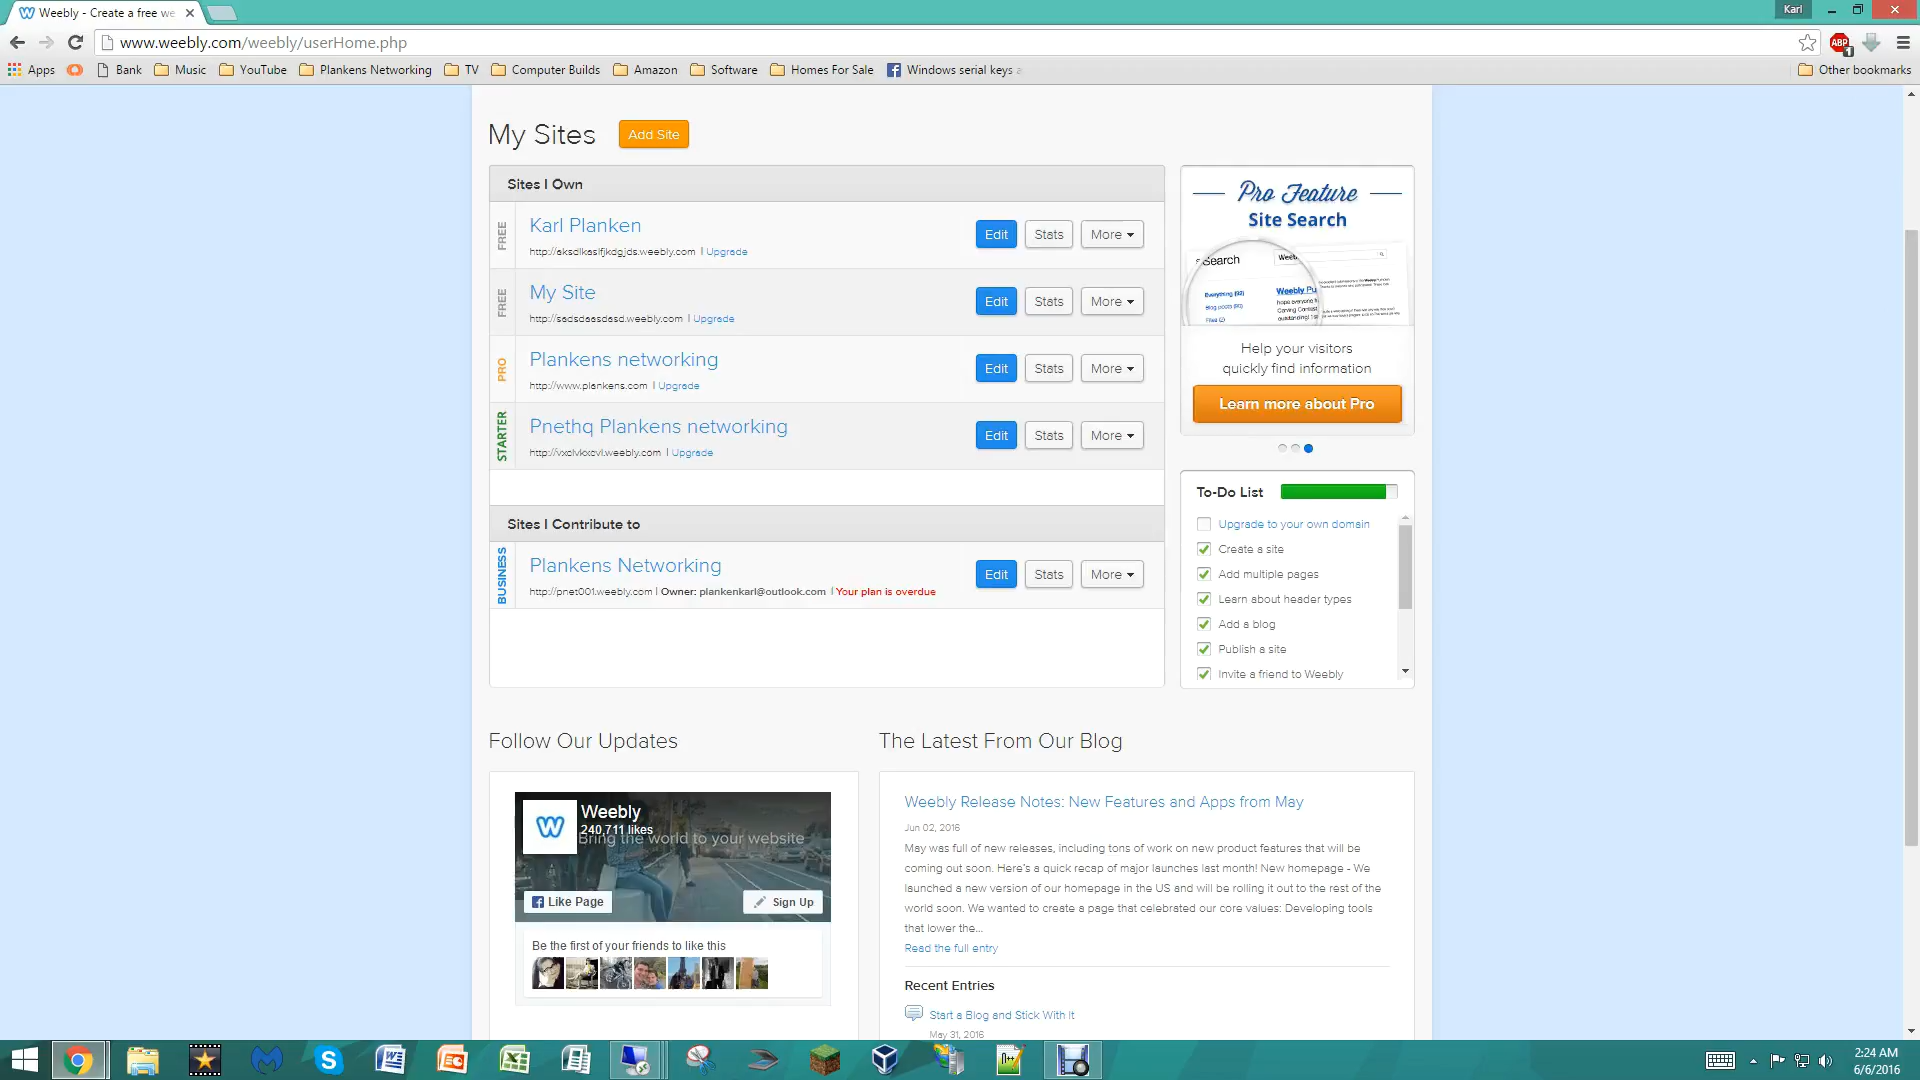 Weebly - Create a free we
Karl
www.weebly.com/weebly/userHome.php
ABP
1
Apps
Bank
Music
YouTube
Plankens Networking
TV
Computer Builds
Amazon
Software
Homes For Sale
Windows serial keys
Other bookmarks
My Sites
Add Site
Sites I Own
FREE
Karl Planken
http://aksdlkaslfjkdgjds.weebly.com | Upgrade
Edit
Stats
More
FREE
My Site
http://sadsdaasdasd.weebly.com | Upgrade
Edit
Stats
More
PRO
Plankens networking
http://www.plankens.com | Upgrade
Edit
Stats
More
STARTER
Pnethq Plankens networking
http://vxclvkxcvl.weebly.com | Upgrade
Edit
Stats
More
Sites I Contribute to
BUSINESS
Plankens Networking
http://pnet001.weebly.com | Owner: plankenkarl@outlook.com | Your plan is overdue
Edit
Stats
More
Pro Feature
Site Search
Search
Weeb
Everything (92)
Blog posts (90)
Files (2)
Weebly Pu
Help your visitors
quickly find information
Learn more about Pro
To-Do List
Upgrade to your own domain
Create a site
Add multiple pages
Learn about header types
Add a blog
Publish a site
Invite a friend to Weebly
Follow Our Updates
Weebly
240,711 likes
Bring the world to your website
Like Page
Sign Up
Be the first of your friends to like this
The Latest From Our Blog
Weebly Release Notes: New Features and Apps from May
Jun 02, 2016
May was full of new releases, including tons of work on new product features that will be
coming out soon. Here's a quick recap of major launches last month! New homepage - We
launched a new version of our homepage in the US and will be rolling it out to the rest of the
world soon. We wanted to create a page that celebrated our core values: Developing tools
that lower the...
Read the full entry
Recent Entries
Start a Blog and Stick With It
May 31, 2016
2:24 AM
6/6/2016